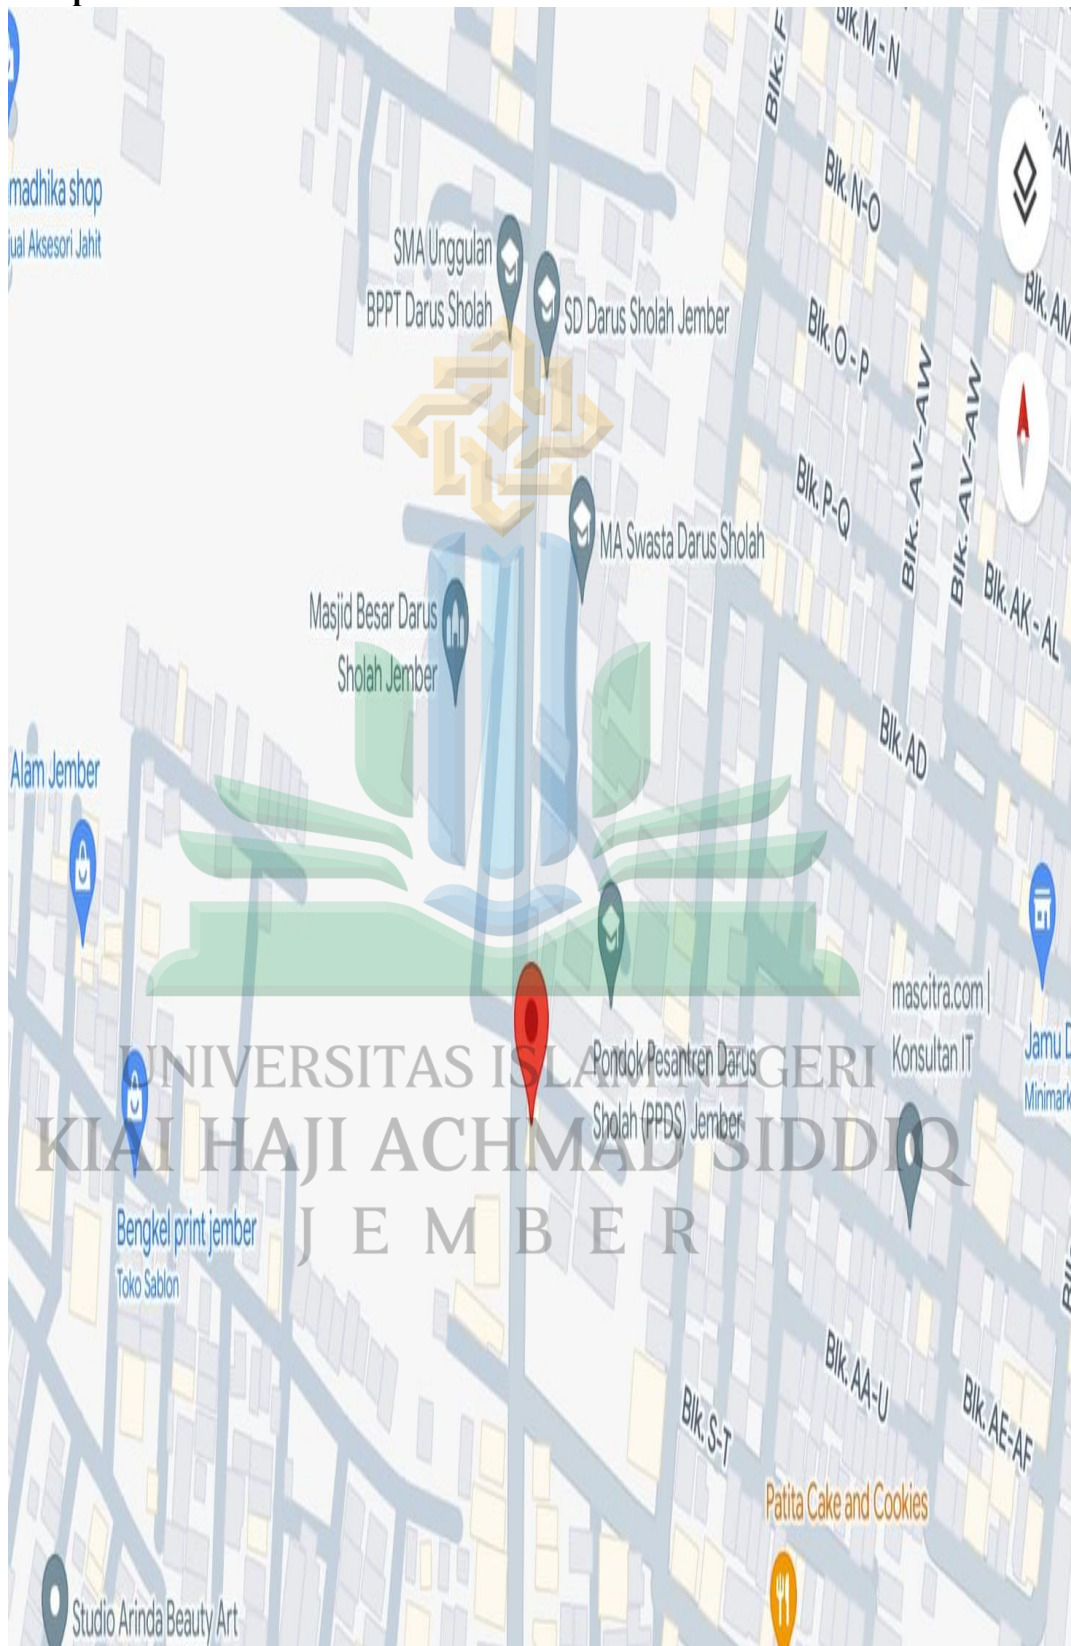 Blk. M - N
Blk. F
madhika shop
jual Aksesori Jahit
Blk. N-O
SMA Unggulan
BPPT Darus Sholah
SD Darus Sholah Jember
Blk. AM
Blk. O - P
Blk. AV-AW
Blk. AV-AW
Blk. P-Q
MA Swasta Darus Sholah
Blk. AK - AL
Masjid Besar Darus
Sholah Jember
Blk. AD
Alam Jember
mascitra.com |
Konsultan IT
Jamu D
Minimark
Pondok Pesantren Darus
Sholah (PPDS) Jember
UNIVERSITAS ISLAM NEGERI
KIAI HAJI ACHMAD SIDDIQ
JEMBER
Bengkel print jember
Toko Sablon
Blk. AA-U
Blk. S-T
Blk. AE-AF
Patita Cake and Cookies
Studio Arinda Beauty Art